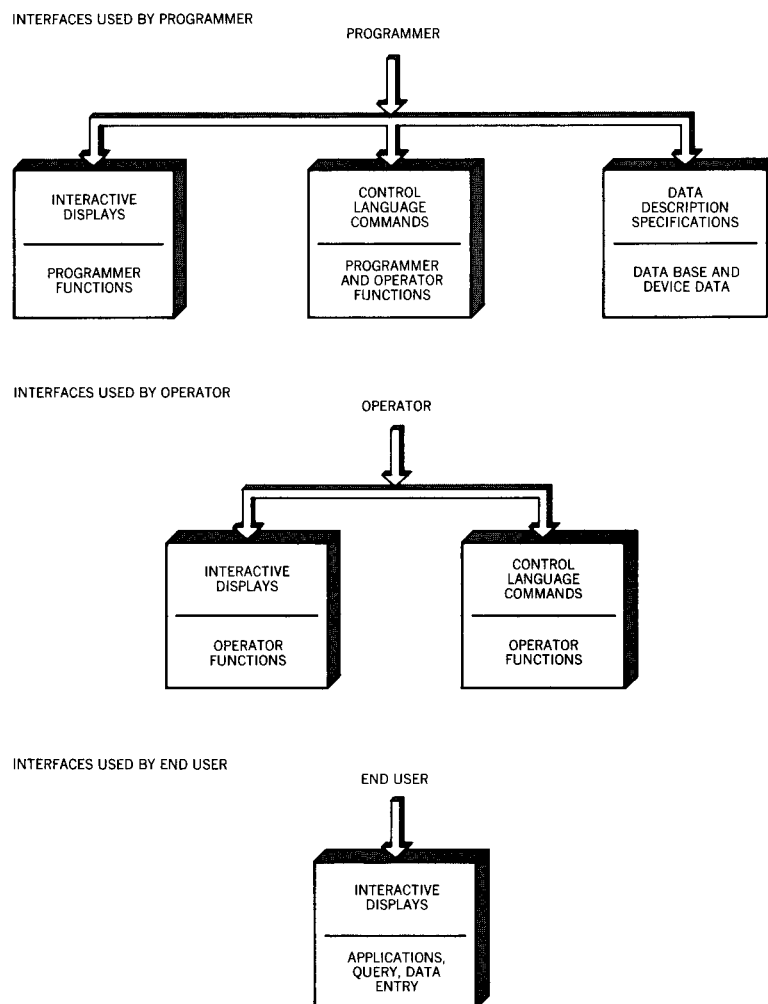 INTERFACES USED BY PROGRAMMER
PROGRAMMER
INTERACTIVE
DISPLAYS
PROGRAMMER
FUNCTIONS
CONTROL
LANGUAGE
COMMANDS
PROGRAMMER
AND OPERATOR
FUNCTIONS
DATA
DESCRIPTION
SPECIFICATIONS
DATA BASE AND
DEVICE DATA
INTERFACES USED BY OPERATOR
OPERATOR
INTERACTIVE
DISPLAYS
OPERATOR
FUNCTIONS
CONTROL
LANGUAGE
COMMANDS
OPERATOR
FUNCTIONS
INTERFACES USED BY END USER
END USER
INTERACTIVE
DISPLAYS
APPLICATIONS,
QUERY, DATA
ENTRY